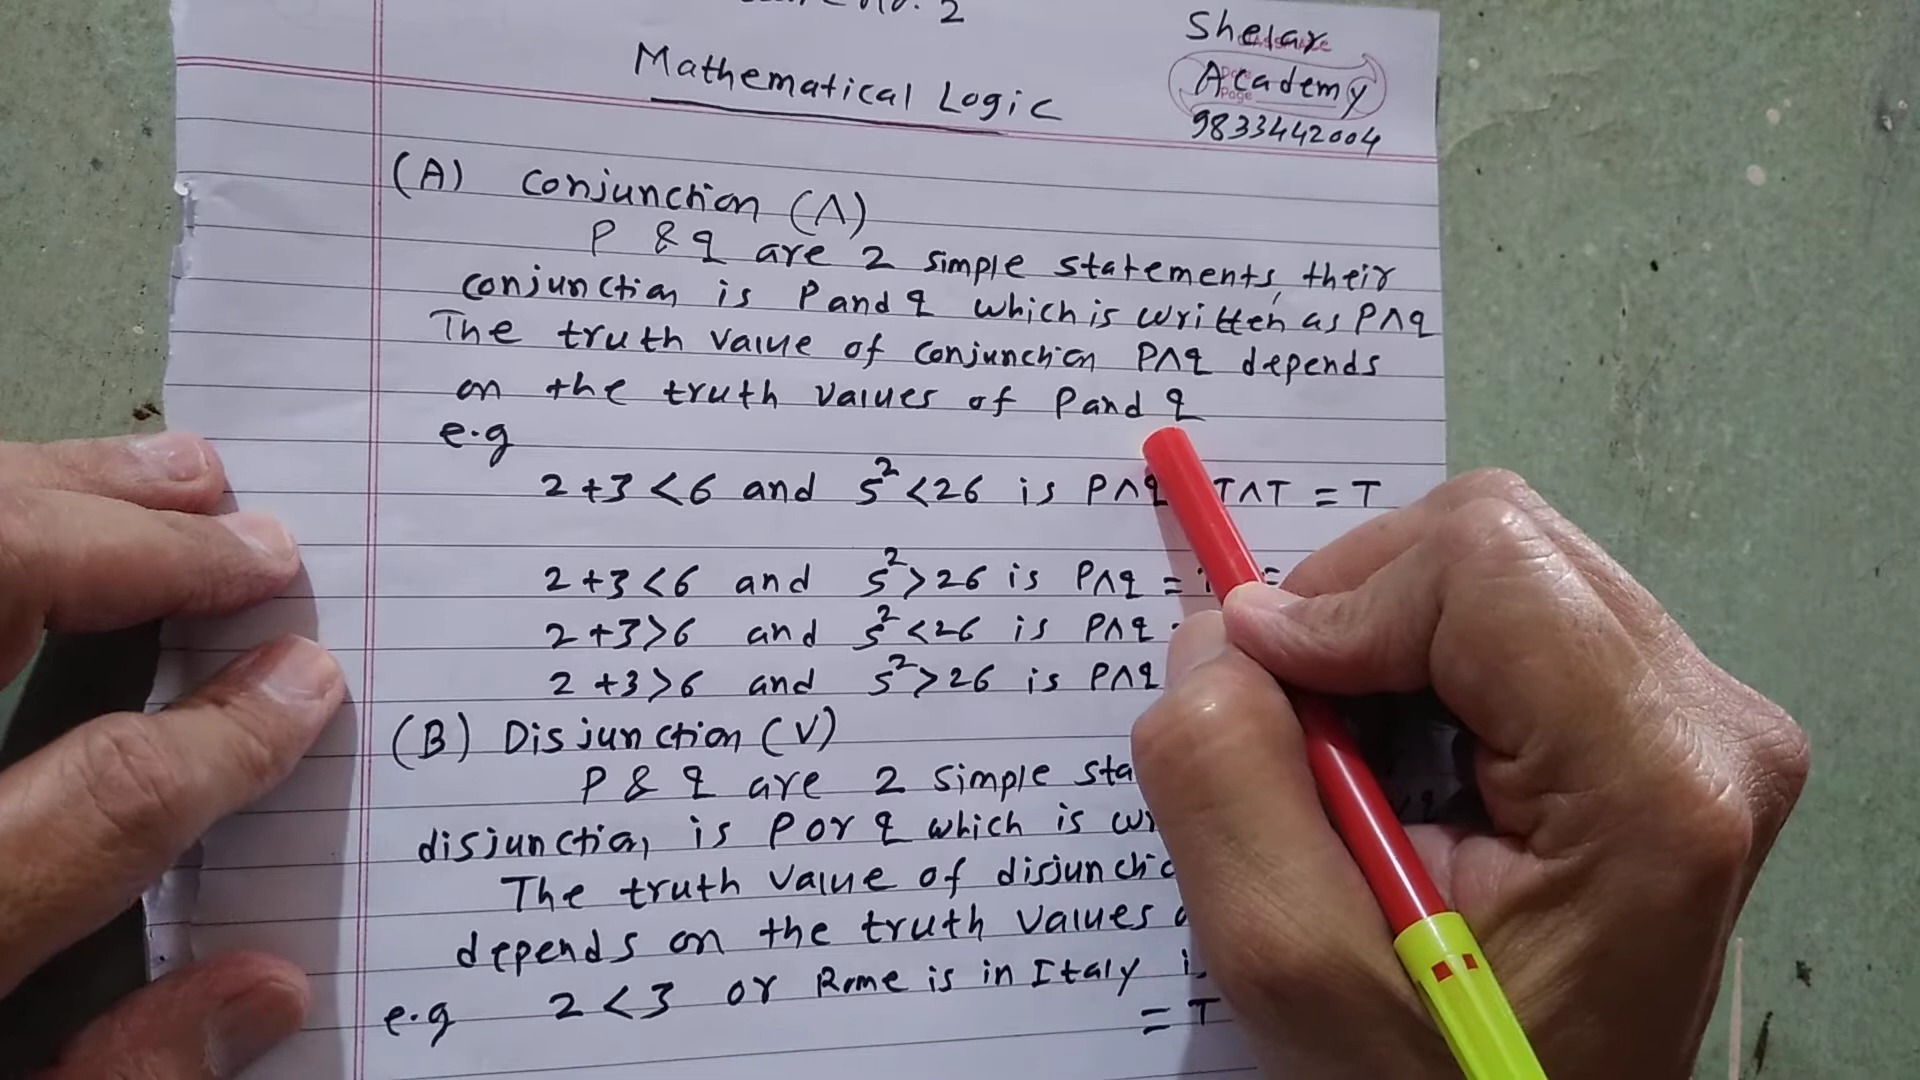 No. 2
Shelar
Academy
9833442004
Mathematical Logic
(A) Conjunction (∧)
P & q are 2 simple statements, their
conjunction is P and q which is written as P∧q
The truth value of conjunction P∧q depends
on the truth values of P and q
e.g
2+3<6 and 5²<26 is P∧q T∧T = T
2+3<6 and 5²>26 is P∧q =
2+3>6 and 5²<26 is P∧q
2+3>6 and 5²>26 is P∧q
(B) Disjunction (V)
P & q are 2 simple
disjunction is P or q which is
The truth value of
depends on the truth values
e.g 2<3 or Rome is in Italy
= T